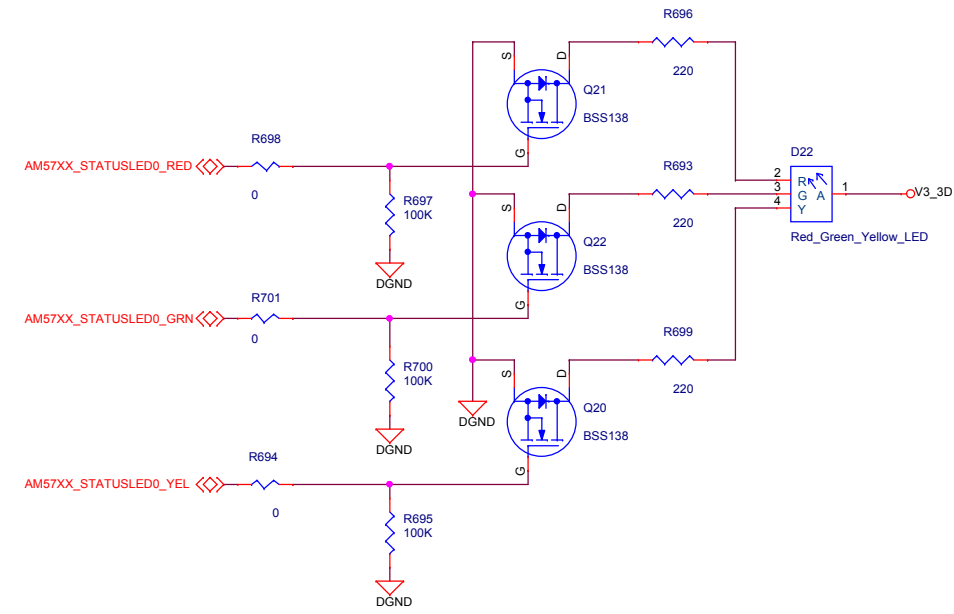 R696
220
S
D
Q21
BSS138
G
R698
AM57XX_STATUSLED0_RED
0
R697
100K
DGND
R693
220
D22
2
3
4
R
G A
Y
1
V3_3D
Red_Green_Yellow_LED
S
D
Q22
BSS138
G
R701
AM57XX_STATUSLED0_GRN
0
R700
100K
DGND
R699
220
S
D
DGND
Q20
BSS138
G
R694
AM57XX_STATUSLED0_YEL
0
R695
100K
DGND